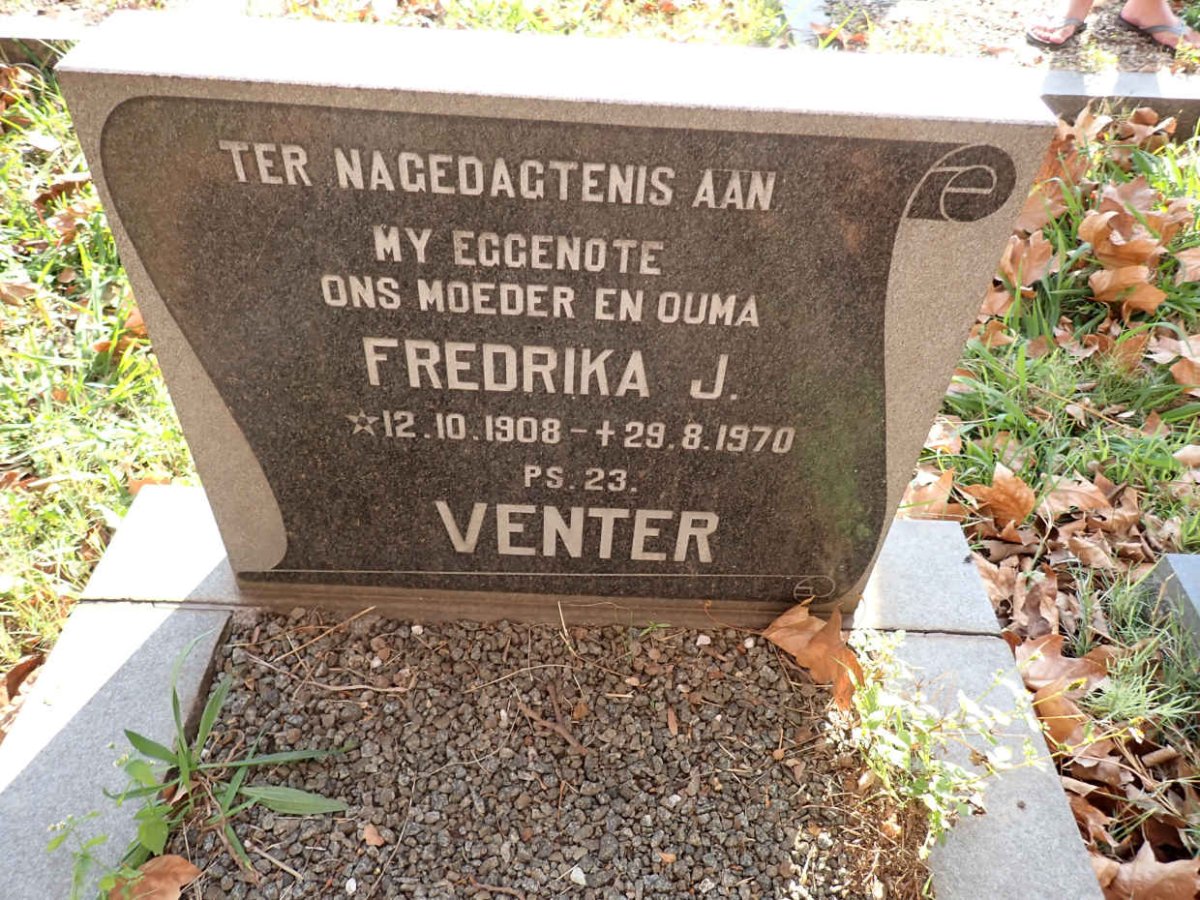 TER NAGEDAGTENIS AAN
MY EGGENOTE
ONS MOEDER EN OUMA
FREDRIKA J.
☆12.10.1908-✝29.8.1970
PS.23.
VENTER